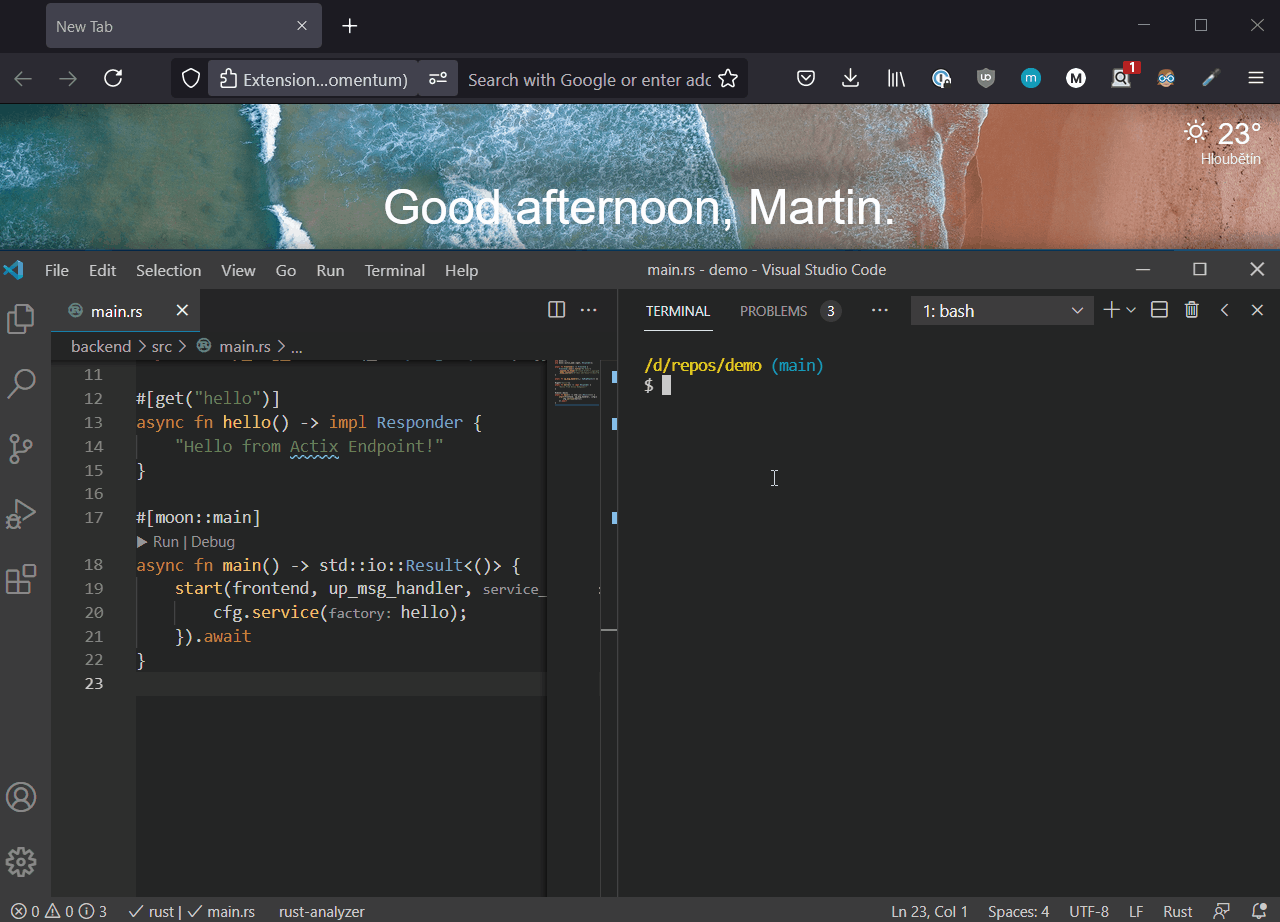 New Tab
Extension...omentum)
Search with Google or enter adc
1
23°
Hloubětín
Good afternoon, Martin.
File Edit Selection View Go Run Terminal Help
main.rs - demo - Visual Studio Code
main.rs
TERMINAL PROBLEMS 3 ... 1: bash
backend > src > main.rs > ...
/d/repos/demo (main)
$
11
12 #[get("hello")]
13 async fn hello() -> impl Responder {
14 "Hello from Actix Endpoint!"
15 }
16
17 #[moon::main]
Run | Debug
18 async fn main() -> std::io::Result<()> {
19 start(frontend, up_msg_handler, service_
20 cfg.service(factory: hello);
21 }).await
22 }
23
0 0 3 rust | main.rs rust-analyzer
Ln 23, Col 1 Spaces: 4 UTF-8 LF Rust